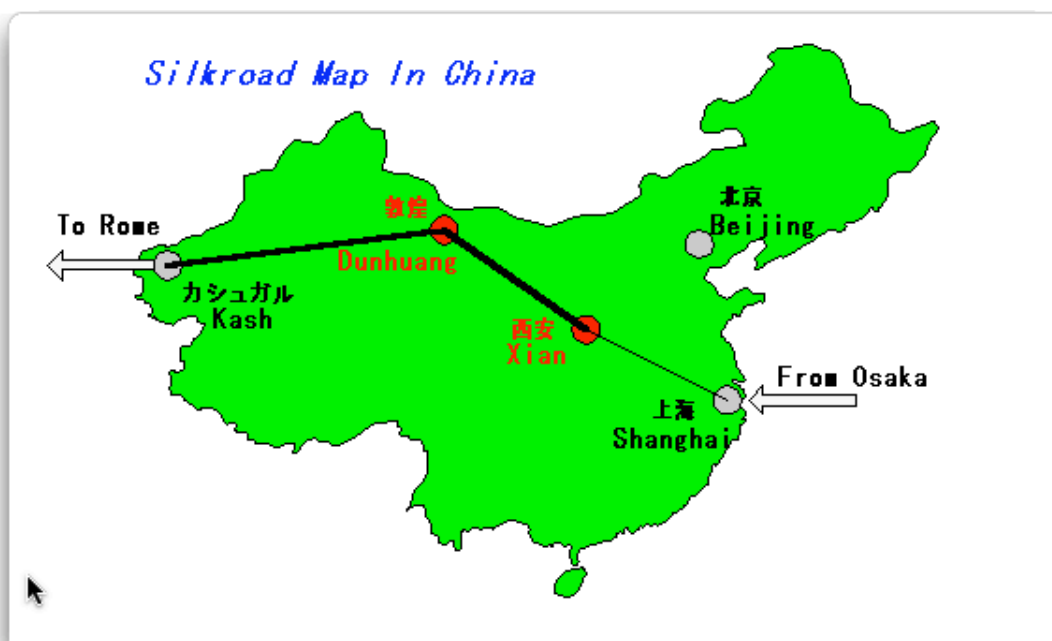 Silkroad Map In China
北京
Beijing
敦煌
Dunhuang
To Rome
カシュガル
Kash
西安
Xian
From Osaka
上海
Shanghai